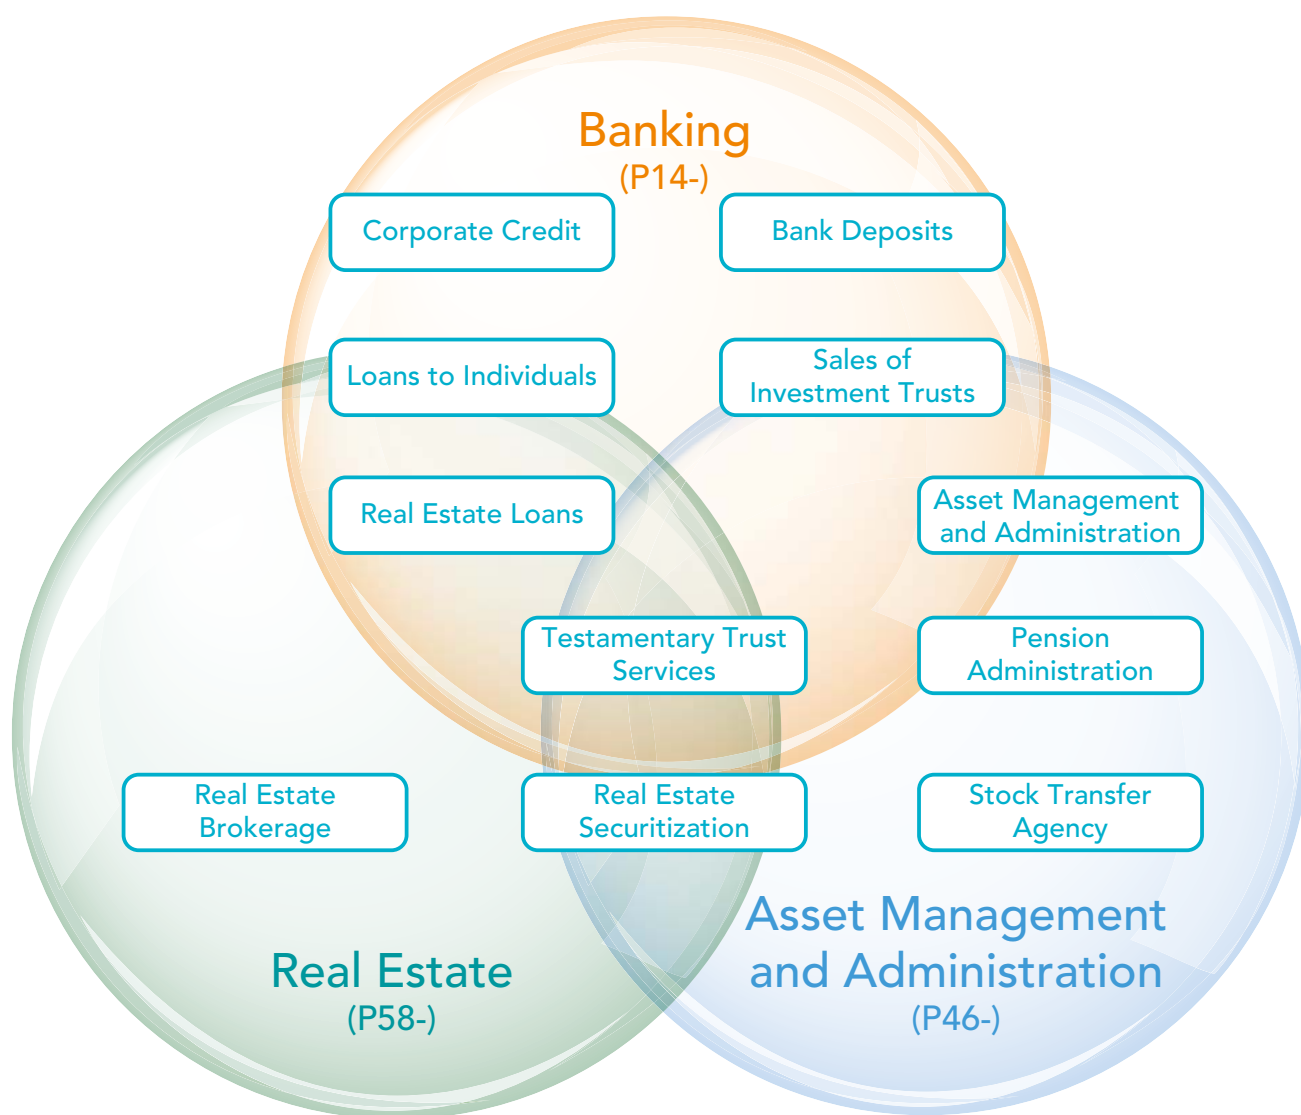 Banking
(P14-)
Corporate Credit
Bank Deposits
Loans to Individuals
Sales of
Investment Trusts
Real Estate Loans
Asset Management
and Administration
Testamentary Trust
Services
Pension
Administration
Real Estate
Brokerage
Real Estate
Securitization
Stock Transfer
Agency
Real Estate
(P58-)
Asset Management
and Administration
(P46-)